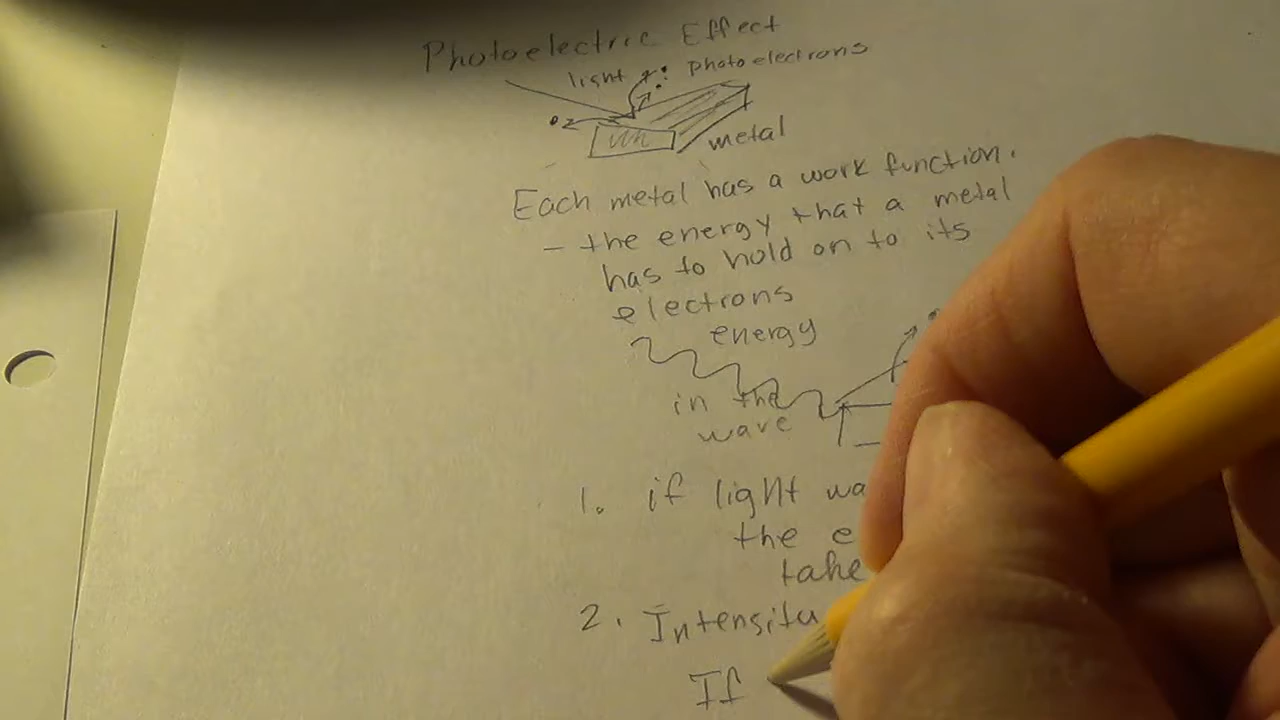 Photoelectric Effect
light photoelectrons
metal
Each metal has a work function.
- the energy that a metal
has to hold on to its
electrons
energy
in the
wave
1. if light wa
the e
take
2. Intensity
If